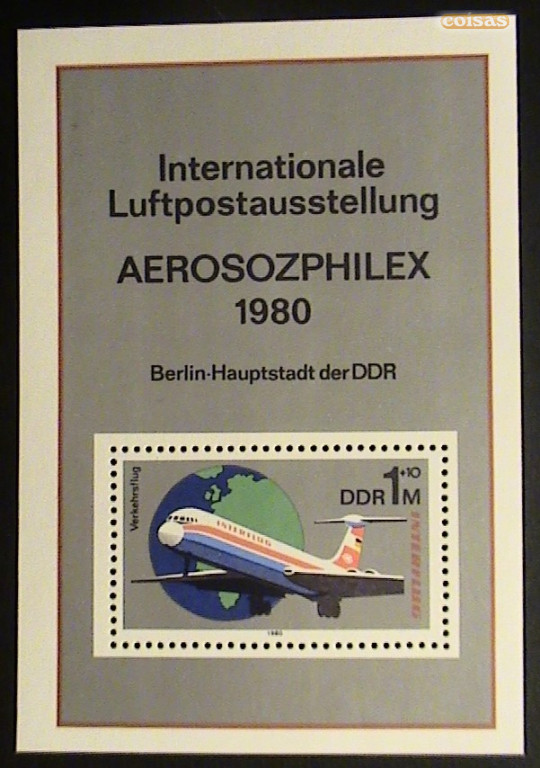 coisas
Internationale
Luftpostausstellung
AEROSOZPHILEX
1980
Berlin-Hauptstadt der DDR
Verkehrsflug
DDR 1+10 M
INTERFLUG
INTERFLUG
1980